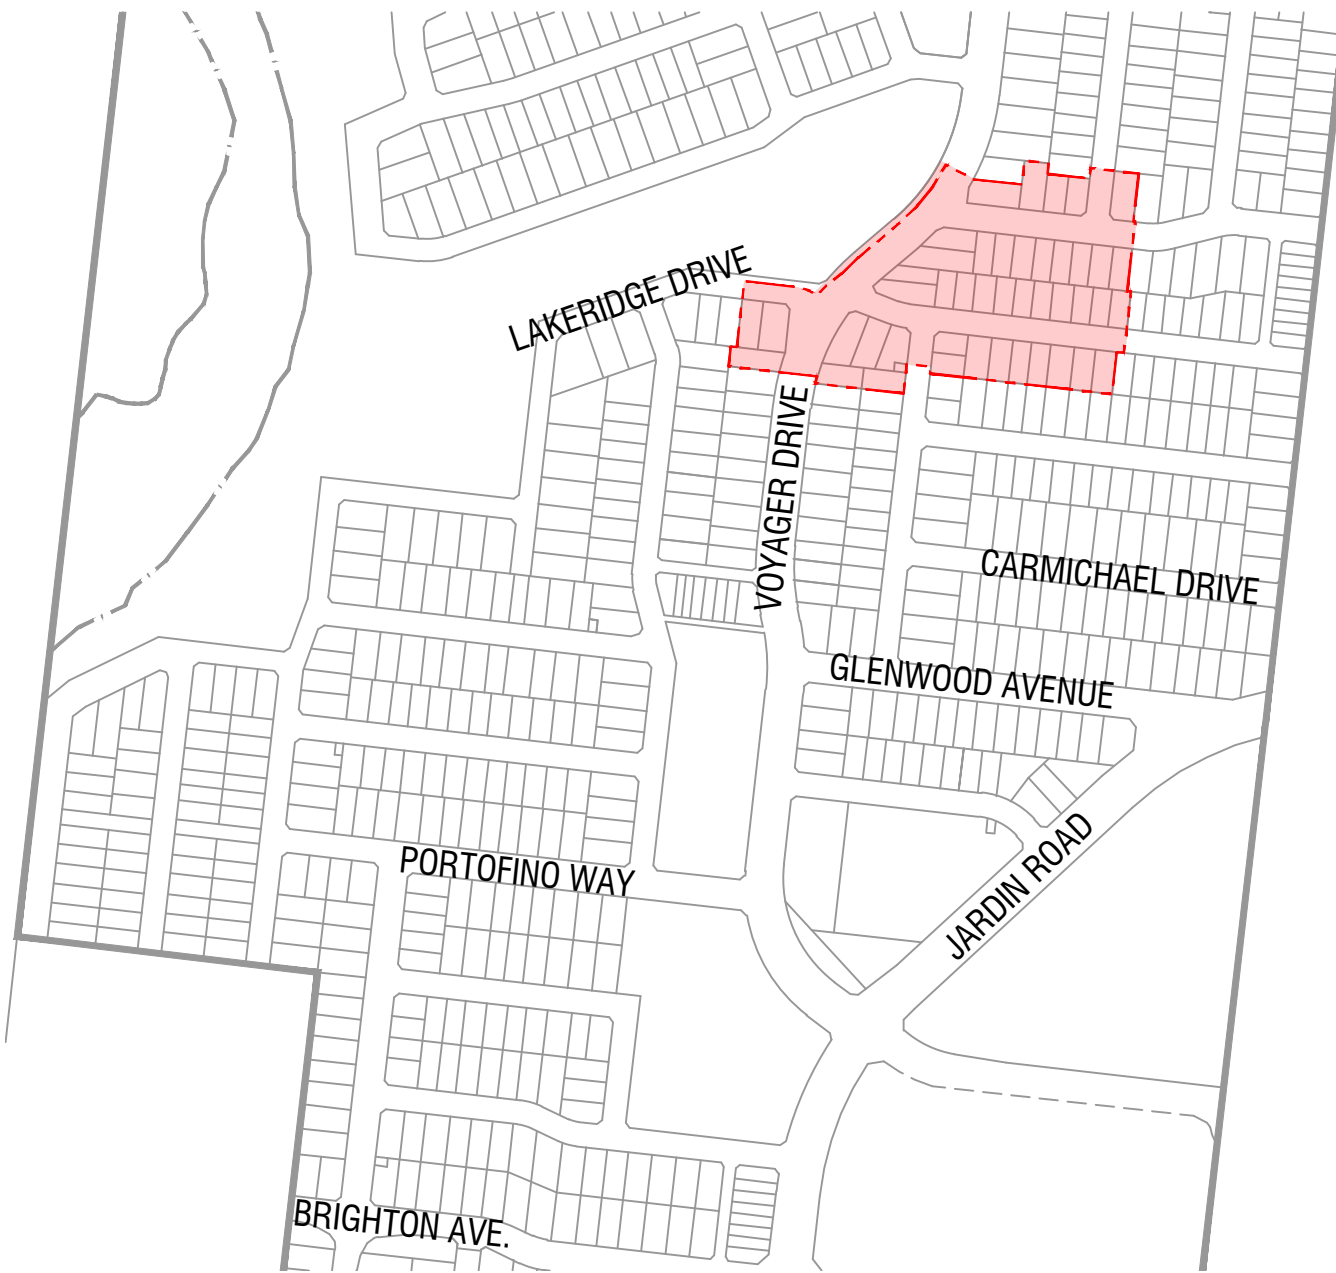 LAKERIDGE DRIVE
VOYAGER DRIVE
CARMICHAEL DRIVE
GLENWOOD AVENUE
JARDIN ROAD
PORTOFINO WAY
BRIGHTON AVE.